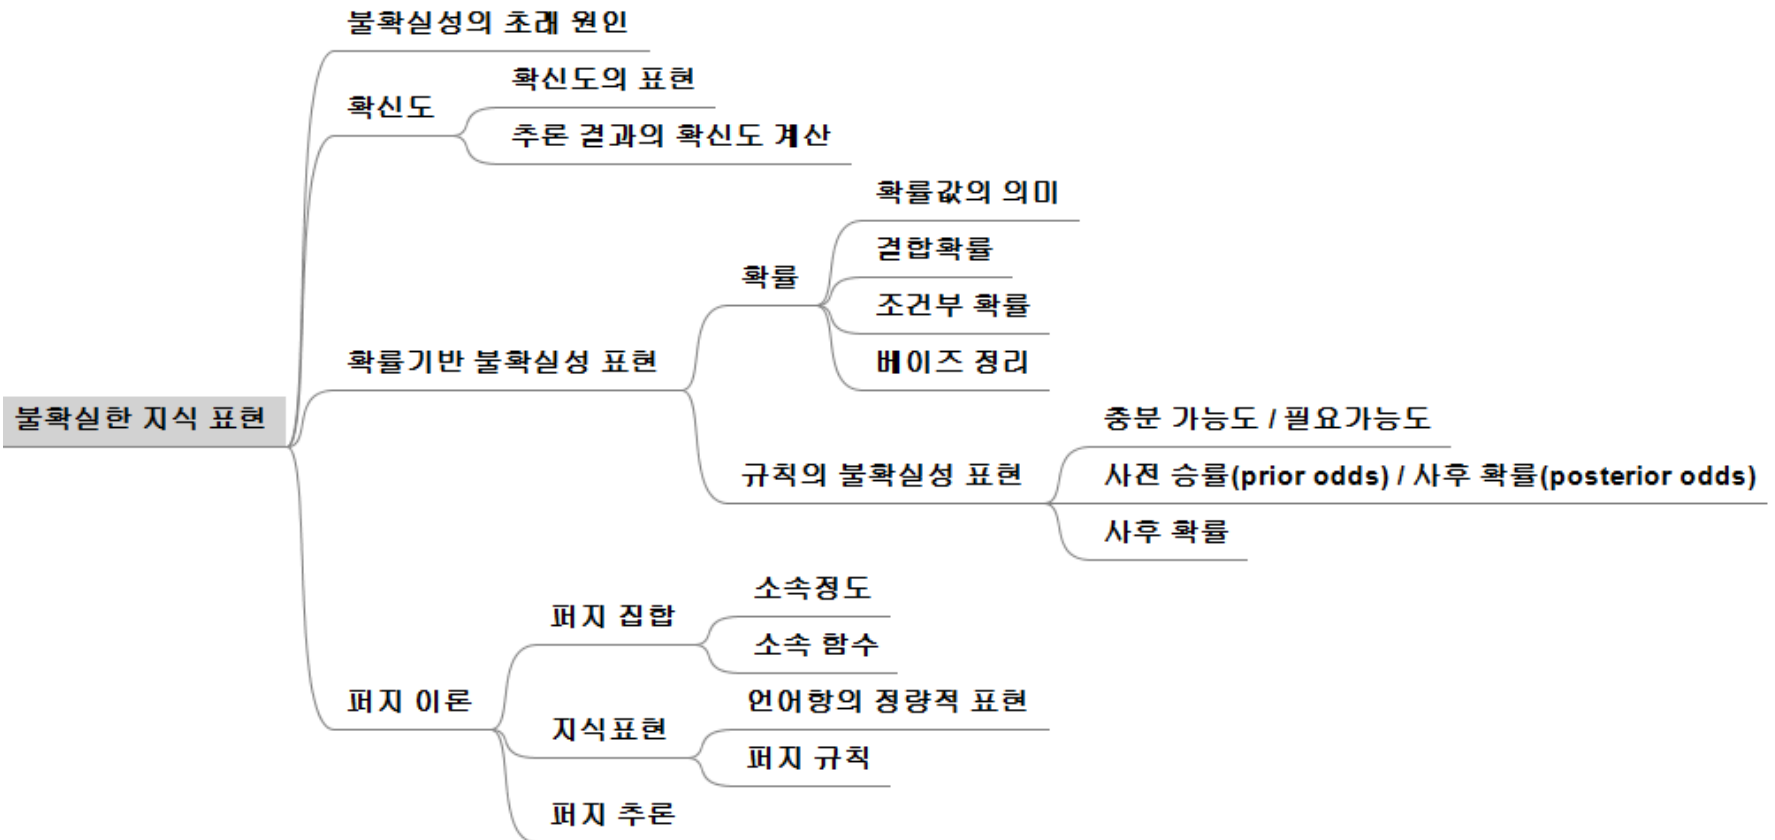 불확실성의 초래 원인
확신도의 표현
확신도
추론 결과의 확신도 계산
확률값의 의미
결합확률
확률
조건부 확률
확률기반 불확실성 표현
베이즈 정리
불확실한 지식 표현
충분 가능도 / 필요가능도
규칙의 불확실성 표현
사전 승률(prior odds) / 사후 확률(posterior odds)
사후 확률
소속정도
퍼지 집합
소속 함수
퍼지 이론
언어항의 정량적 표현
지식표현
퍼지 규칙
퍼지 추론